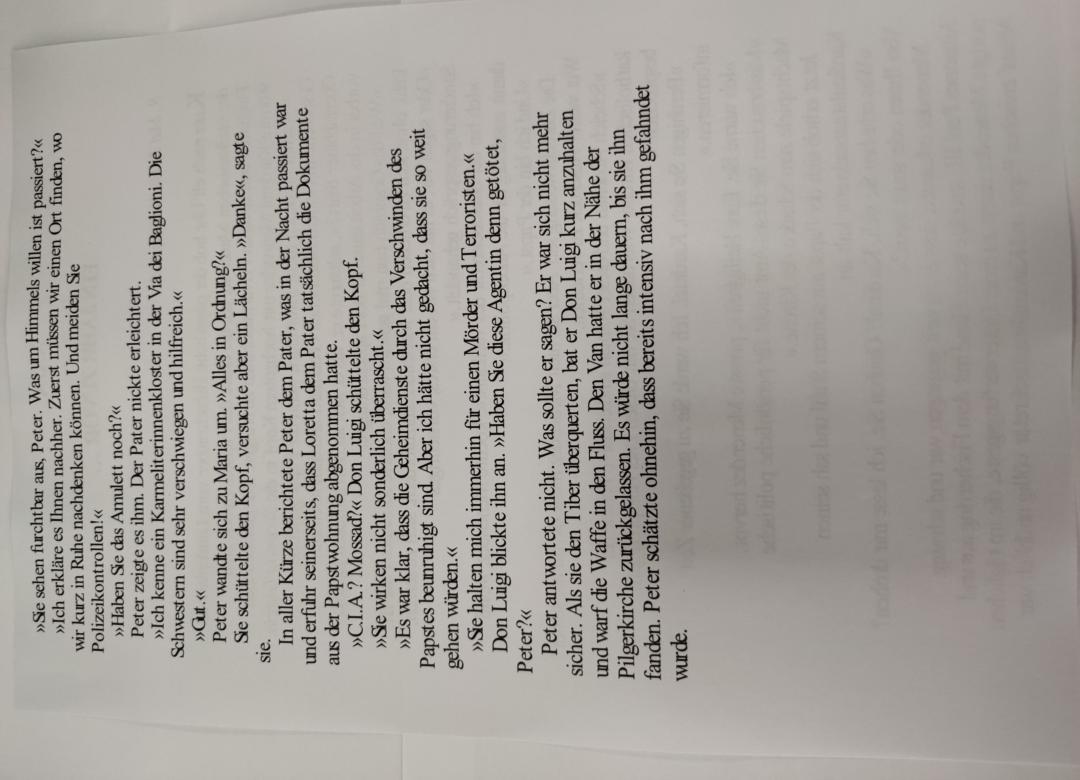 »Sie sehen furchtbar aus, Peter. Was um Himmels willen ist passiert?«
»Ich erkläre es Ihnen nachher. Zuerst müssen wir einen Ort finden, wo
wir kurz in Ruhe nachdenken können. Und meiden Sie
Polizeikontrollen!«
»Haben Sie das Amulett noch?«
Peter zeigte es ihm. Der Pater nickte erleichtert.
»Ich kenne ein Karmeliterinnenkloster in der Via dei Baglioni. Die
Schwestern sind sehr verschwiegen und hilfreich.«
»Gut.«
Peter wandte sich zu Maria um. »Alles in Ordnung?«
Sie schüttelte den Kopf, versuchte aber ein Lächeln. »Danke«, sagte
sie.
In aller Kürze berichtete Peter dem Pater, was in der Nacht passiert war
und erfuhr seinerseits, dass Loretta dem Pater tatsächlich die Dokumente
aus der Papstwohnung abgenommen hatte.
»C.I.A.? Mossad?« Don Luigi schüttelte den Kopf.
»Sie wirken nicht sonderlich überrascht.«
»Es war klar, dass die Geheimdienste durch das Verschwinden des
Papstes beunruhigt sind. Aber ich hätte nicht gedacht, dass sie so weit
gehen würden.«
»Sie halten mich immerhin für einen Mörder und Terroristen.«
Don Luigi blickte ihn an. »Haben Sie diese Agentin denn getötet,
Peter?«
Peter antwortete nicht. Was sollte er sagen? Er war sich nicht mehr
sicher. Als sie den Tiber überquerten, bat er Don Luigi kurz anzuhalten
und warf die Waffe in den Fluss. Den Van hatte er in der Nähe der
Pilgerkirche zurückgelassen. Es würde nicht lange dauern, bis sie ihn
fanden. Peter schätzte ohnehin, dass bereits intensiv nach ihm gefahndet
wurde.